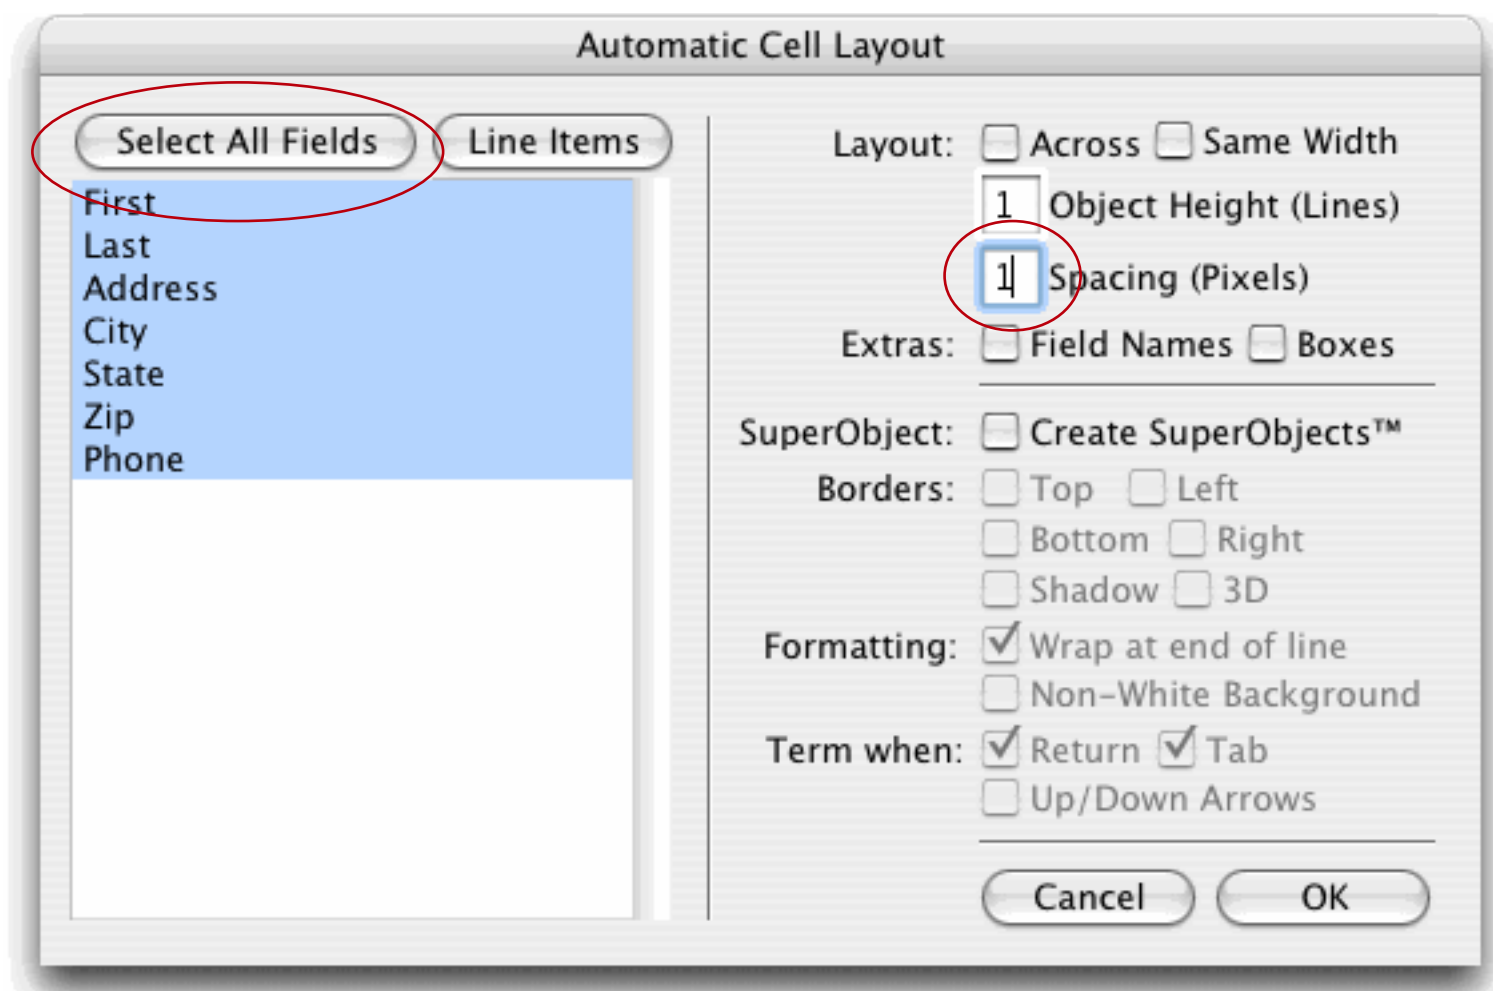 Automatic Cell Layout
Select All Fields
Line Items
First
Last
Address
City
State
Zip
Phone
Layout: Across Same Width
1 Object Height (Lines)
1 Spacing (Pixels)
Extras: Field Names Boxes
SuperObject: Create SuperObjects™
Borders: Top Left
Bottom Right
Shadow 3D
Formatting: Wrap at end of line
Non-White Background
Term when: Return Tab
Up/Down Arrows
Cancel OK